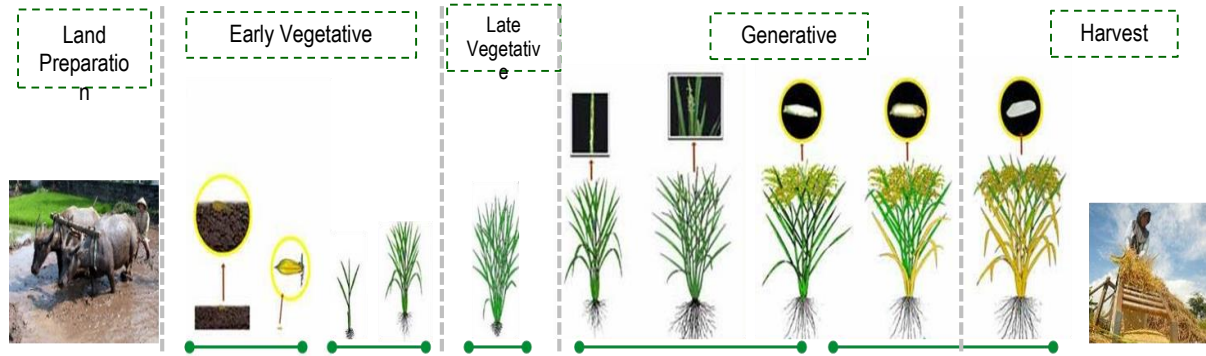 Land
Preparatio
n
Early Vegetative
Late
Vegetativ
e
Generative
Harvest